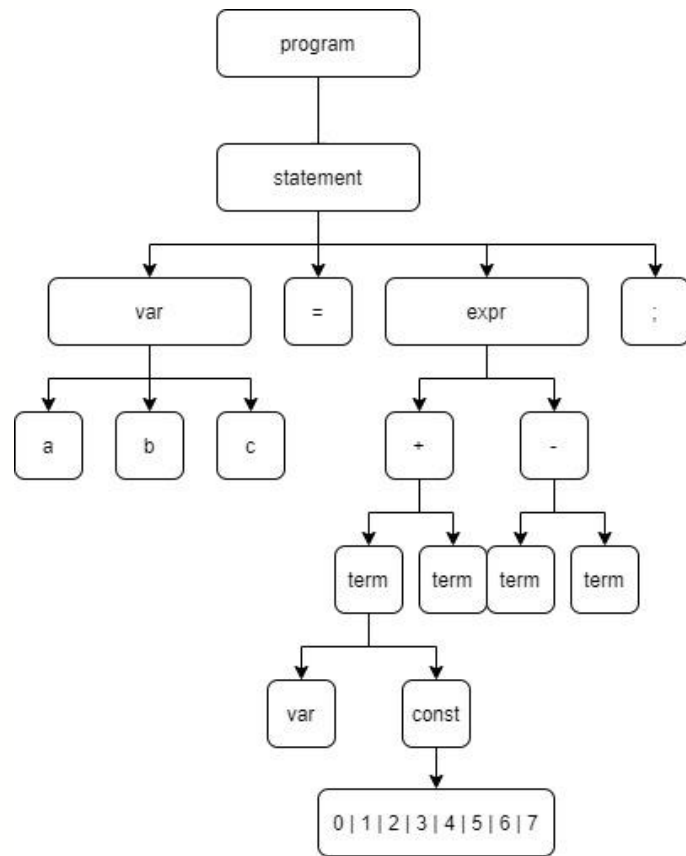 program
statement
var = expr ;
a b c + -
term term term term
var const
0 | 1 | 2 | 3 | 4 | 5 | 6 | 7